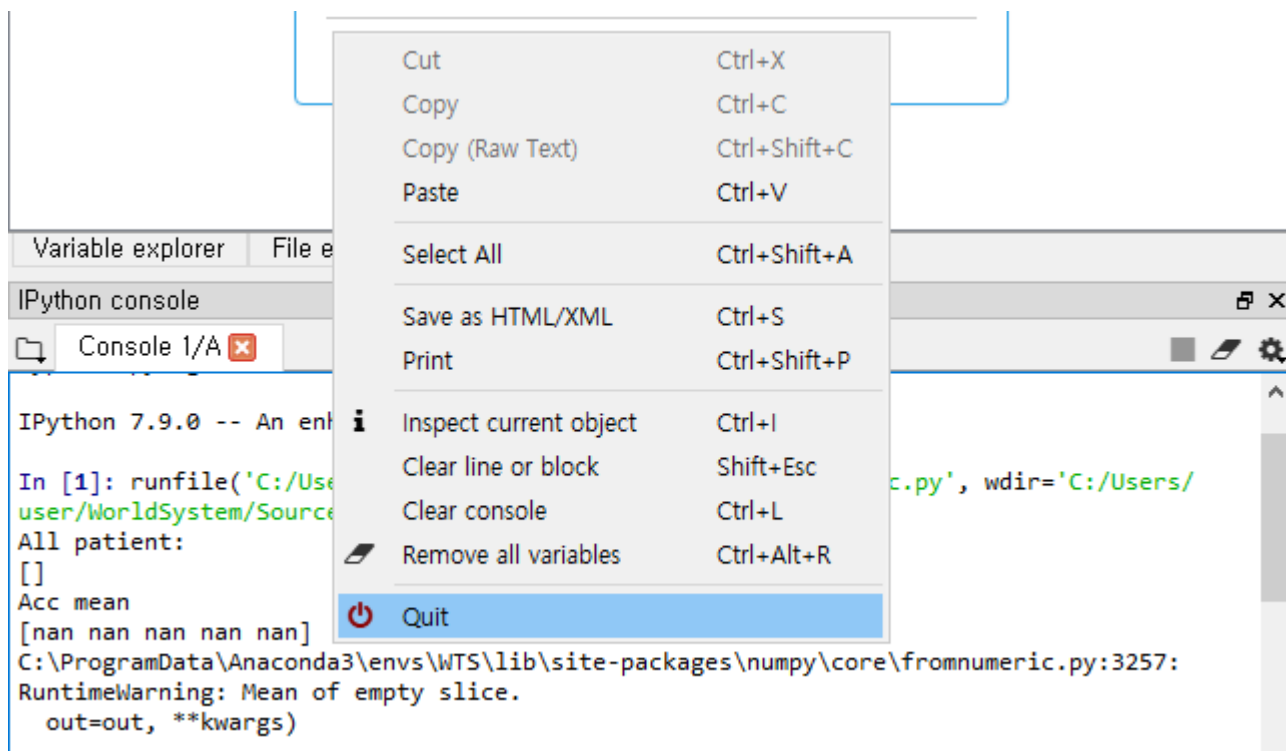 Cut Ctrl+X
Copy Ctrl+C
Copy (Raw Text) Ctrl+Shift+C
Paste Ctrl+V
Select All Ctrl+Shift+A
Save as HTML/XML Ctrl+S
Print Ctrl+Shift+P
Inspect current object Ctrl+I
Clear line or block Shift+Esc
Clear console Ctrl+L
Remove all variables Ctrl+Alt+R
Quit
Variable explorer File e
IPython console
Console 1/A
IPython 7.9.0 -- An enh
In [1]: runfile('C:/Use c.py', wdir='C:/Users/
user/WorldSystem/Source
All patient:
[]
Acc mean
[nan nan nan nan nan]
C:\ProgramData\Anaconda3\envs\WTS\lib\site-packages\numpy\core\fromnumeric.py:3257:
RuntimeWarning: Mean of empty slice.
out=out, **kwargs)